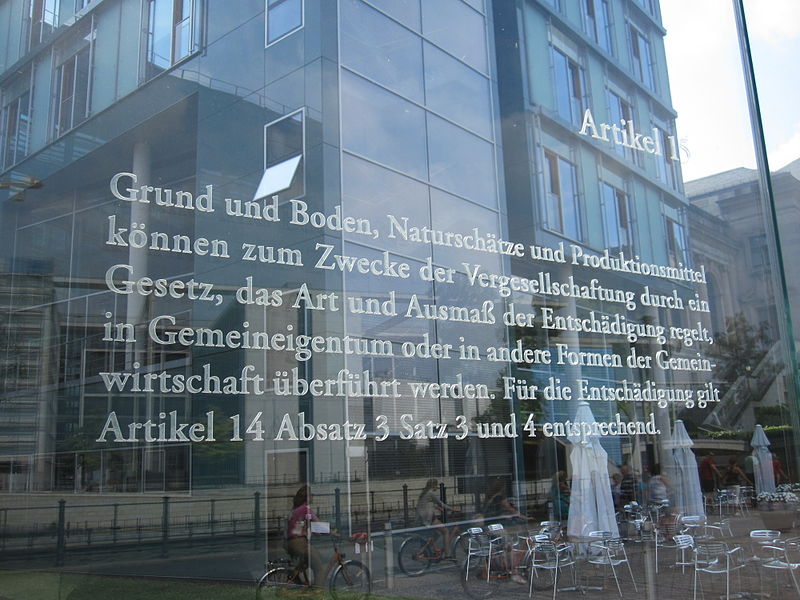 Artikel 1
Grund und Boden, Naturschätze und Produktionsmittel
können zum Zwecke der Vergesellschaftung durch ein
Gesetz, das Art und Ausmaß der Entschädigung regelt,
in Gemeineigentum oder in andere Formen der Gemein-
wirtschaft überführt werden. Für die Entschädigung gilt
Artikel 14 Absatz 3 Satz 3 und 4 entsprechend.